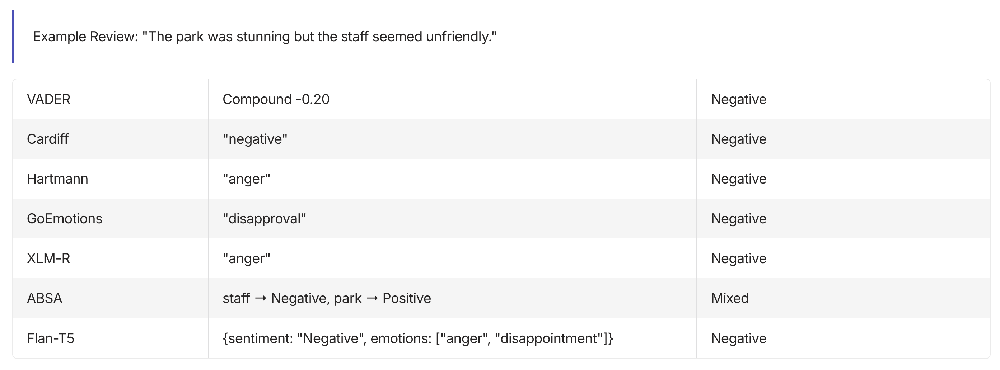 Example Review: "The park was stunning but the staff seemed unfriendly."
VADER Compound -0.20 Negative
Cardiff "negative" Negative
Hartmann "anger" Negative
GoEmotions "disapproval" Negative
XLM-R "anger" Negative
ABSA staff → Negative, park → Positive Mixed
Flan-T5 {sentiment: "Negative", emotions: ["anger", "disappointment"]} Negative